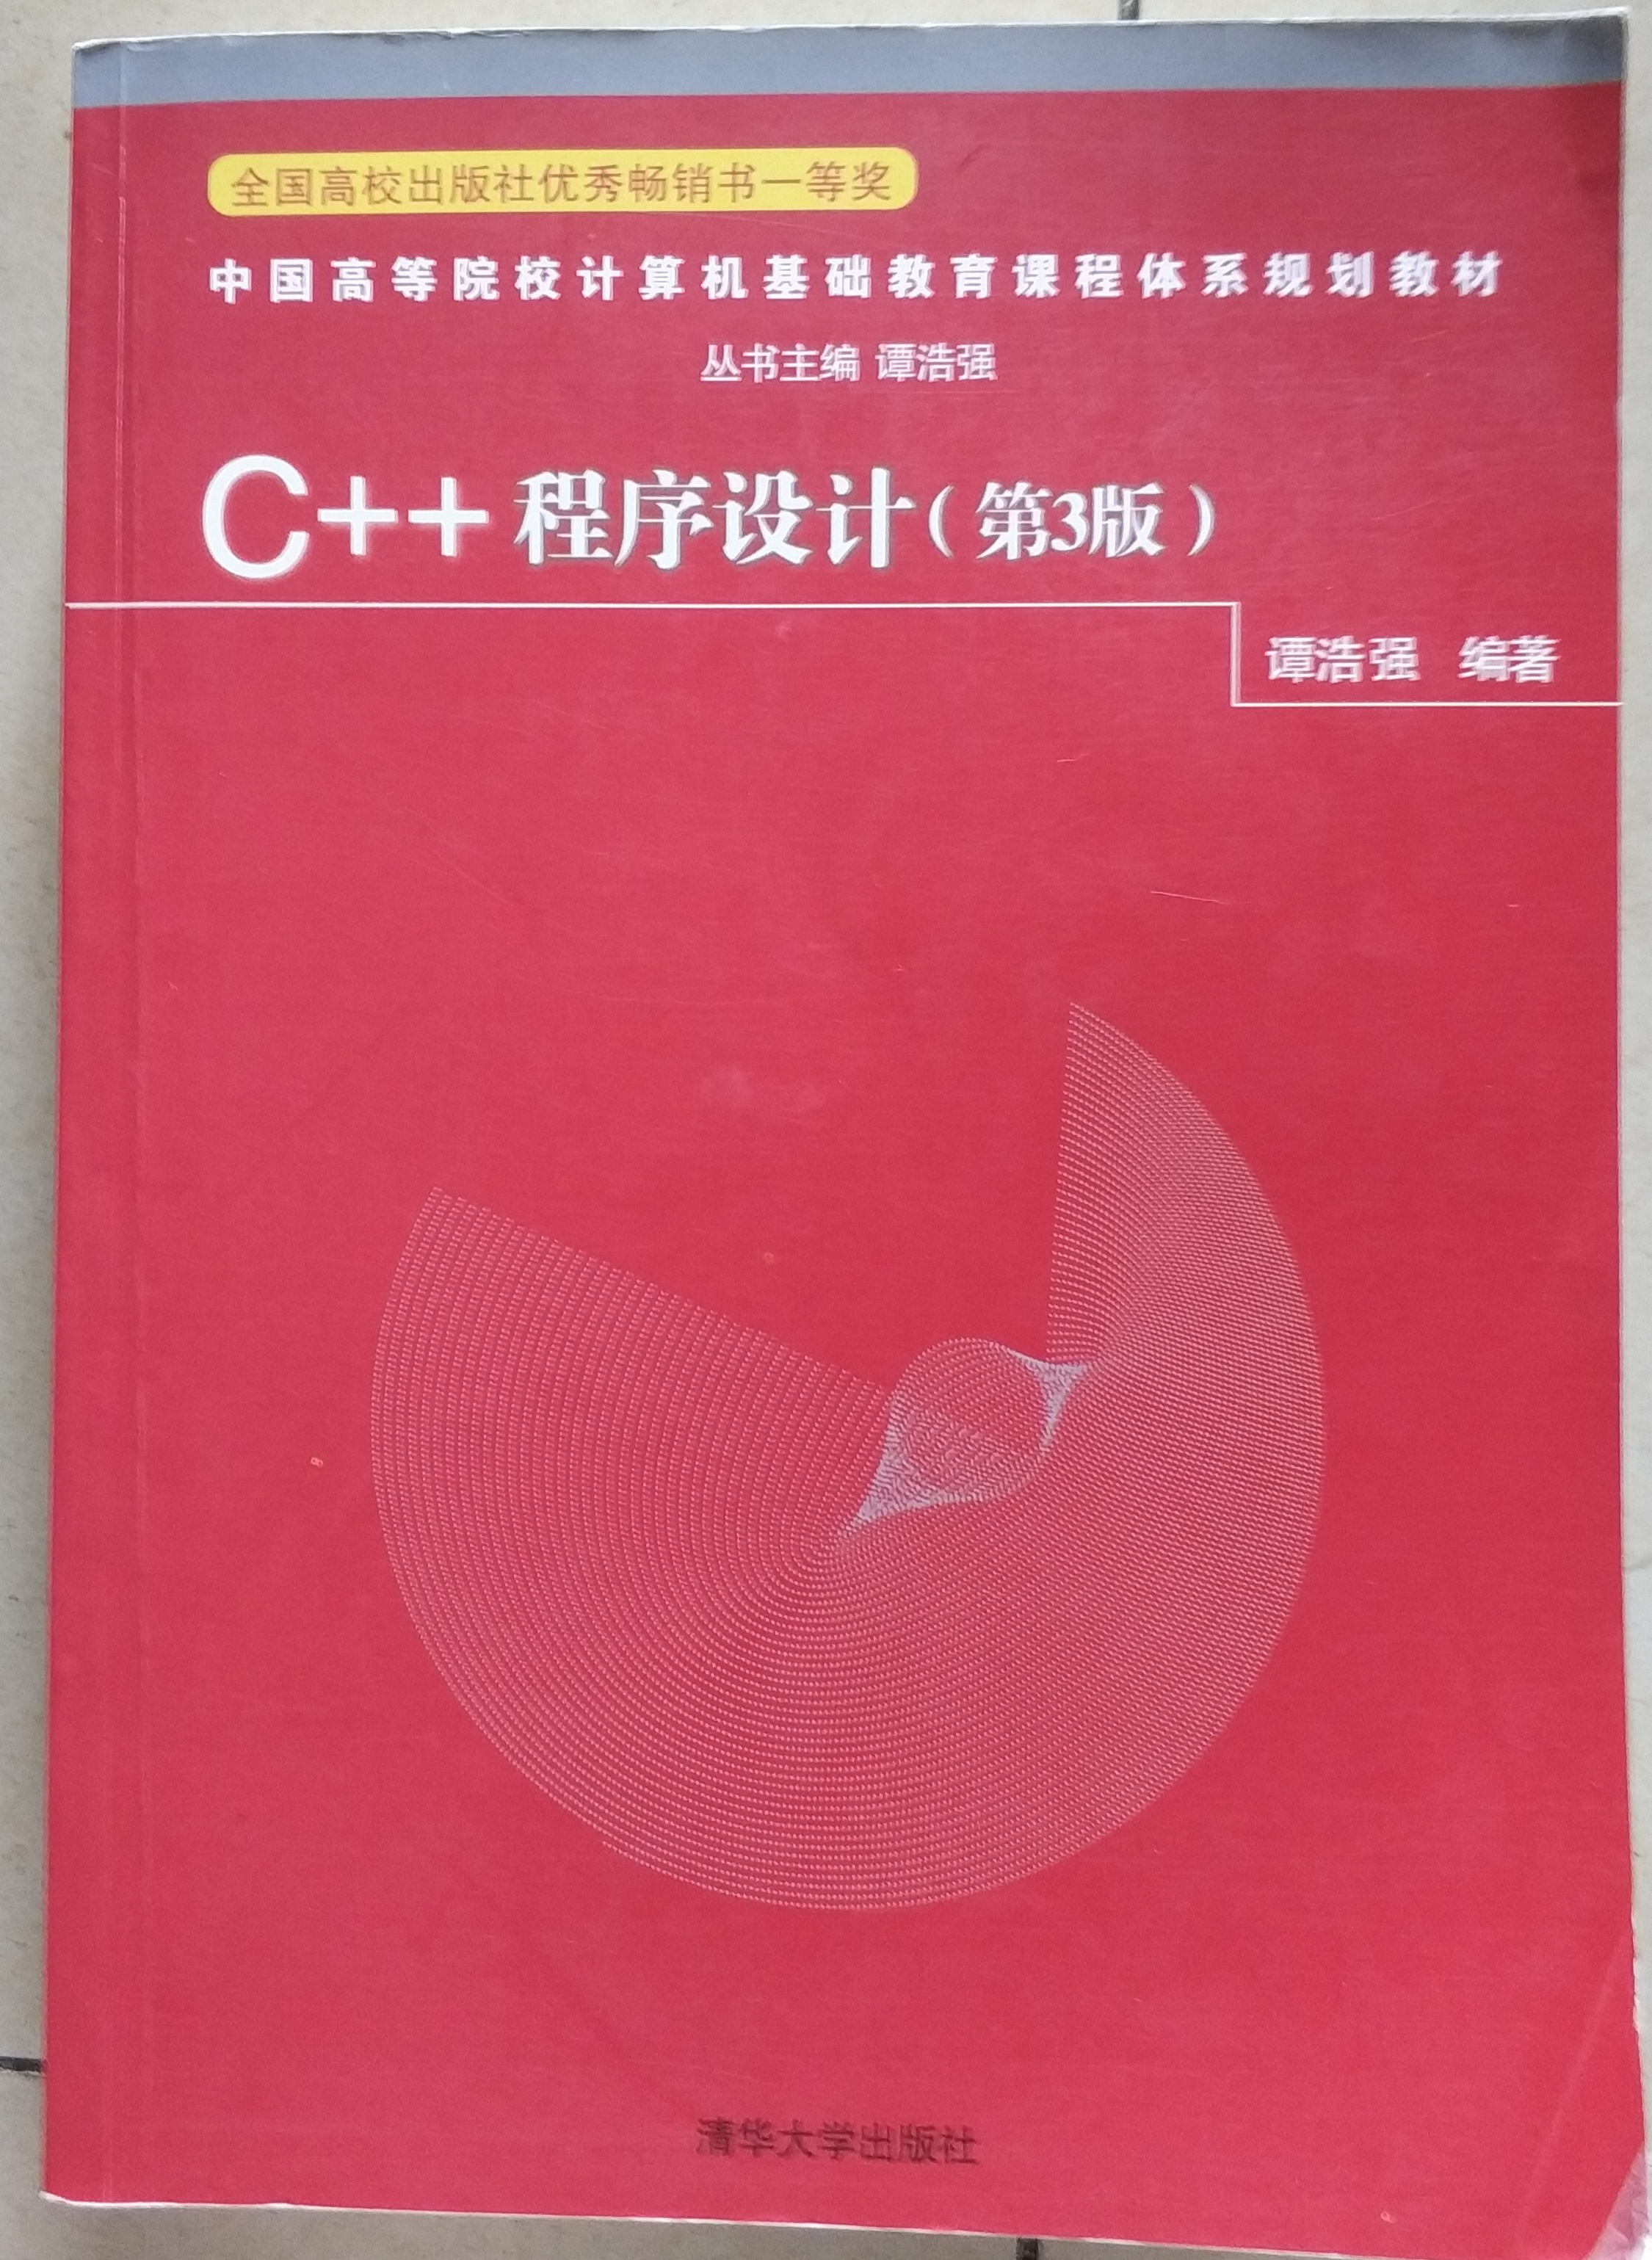 全国高校出版社优秀畅销书一等奖
中国高等院校计算机基础教育课程体系规划教材
丛书主编 谭浩强
C++程序设计(第3版)
谭浩强 编著
清华大学出版社